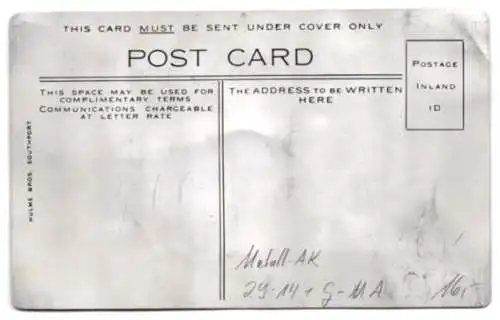 THIS CARD MUST BE SENT UNDER COVER ONLY
POST CARD
POSTAGE
INLAND
1D
THIS SPACE MAY BE USED FOR
COMPLIMENTARY TERMS
COMMUNICATIONS CHARGEABLE
AT LETTER RATE
THE ADDRESS TO BE WRITTEN
HERE
HULME BROS. SOUTHPORT
Metall-AK
16,-